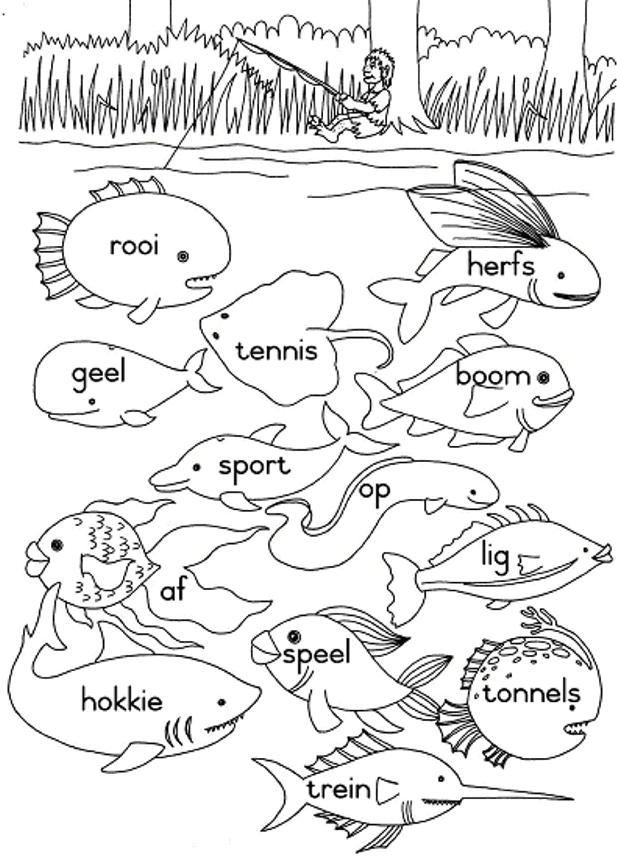 rooi
herfs
tennis
geel
boom
sport
op
lig
af
speel
hokkie
tonnels
trein